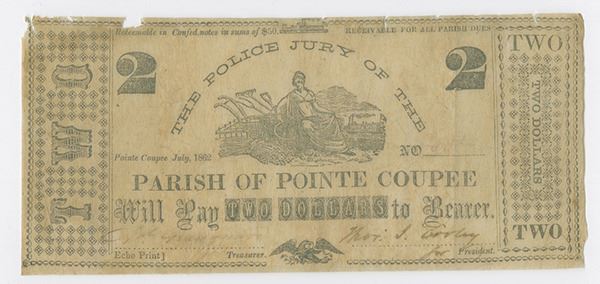 Redeemable in Confed. notes in sums of $50.
RECEIVABLE FOR ALL PARISH DUES
TWO
2
THE POLICE JURY OF THE
2
TWO
TWO DOLLARS
Pointe Coupee July, 1862
NO
PARISH OF POINTE COUPEE
Will Pay TWO DOLLARS to Bearer.
TWO
Echo Print]
Treasurer.
for President.